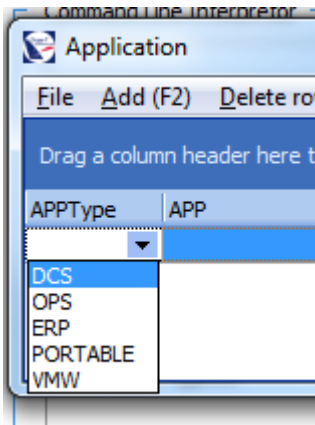 Command Line Interpretor
Application
File Add (F2) Delete ro
Drag a column header here t
APPType APP
DCS
OPS
ERP
PORTABLE
VMW